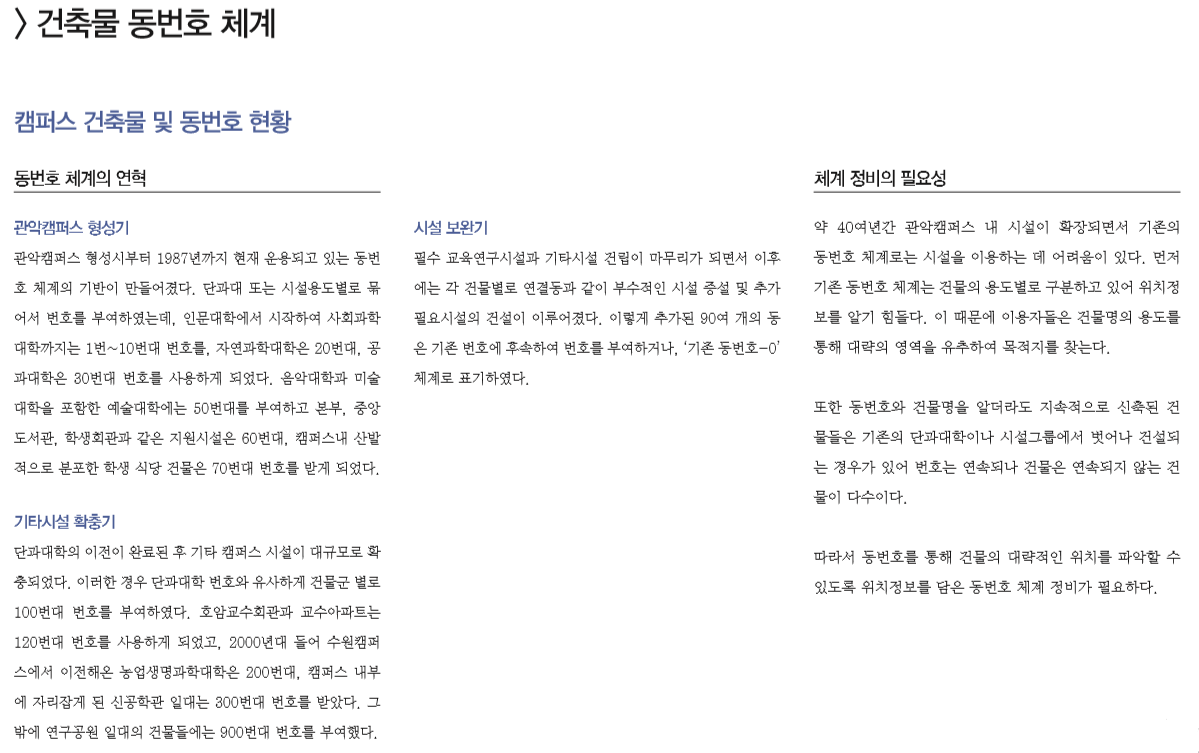 > 건축물 동번호 체계
캠퍼스 건축물 및 동번호 현황
동번호 체계의 연혁
관악캠퍼스 형성기
관악캠퍼스 형성시부터 1987년까지 현재 운용되고 있는 동번
호 체계의 기반이 만들어졌다. 단과대 또는 시설용도별로 묶
어서 번호를 부여하였는데, 인문대학에서 시작하여 사회과학
대학까지는 1번~10번대 번호를, 자연과학대학은 20번대, 공
과대학은 30번대 번호를 사용하게 되었다. 음악대학과 미술
대학을 포함한 예술대학에는 50번대를 부여하고 본부, 중앙
도서관, 학생회관과 같은 지원시설은 60번대, 캠퍼스내 산발
적으로 분포한 학생 식당 건물은 70번대 번호를 받게 되었다.
기타시설 확충기
단과대학의 이전이 완료된 후 기타 캠퍼스 시설이 대규모로 확
충되었다. 이러한 경우 단과대학 번호와 유사하게 건물군 별로
100번대 번호를 부여하였다. 호암교수회관과 교수아파트는
120번대 번호를 사용하게 되었고, 2000년대 들어 수원캠퍼
스에서 이전해온 농업생명과학대학은 200번대, 캠퍼스 내부
에 자리잡게 된 신공학관 일대는 300번대 번호를 받았다. 그
밖에 연구공원 일대의 건물들에는 900번대 번호를 부여했다.
시설 보완기
필수 교육연구시설과 기타시설 건립이 마무리가 되면서 이후
에는 각 건물별로 연결동과 같이 부수적인 시설 증설 및 추가
필요시설의 건설이 이루어졌다. 이렇게 추가된 90여 개의 동
은 기존 번호에 후속하여 번호를 부여하거나, '기존 동번호-0'
체계로 표기하였다.
체계 정비의 필요성
약 40여년간 관악캠퍼스 내 시설이 확장되면서 기존의
동번호 체계로는 시설을 이용하는 데 어려움이 있다. 먼저
기존 동번호 체계는 건물의 용도별로 구분하고 있어 위치정
보를 알기 힘들다. 이 때문에 이용자들은 건물명의 용도를
통해 대략의 영역을 유추하여 목적지를 찾는다.
또한 동번호와 건물명을 알더라도 지속적으로 신축된 건
물들은 기존의 단과대학이나 시설그룹에서 벗어나 건설되
는 경우가 있어 번호는 연속되나 건물은 연속되지 않는 건
물이 다수이다.
따라서 동번호를 통해 건물의 대략적인 위치를 파악할 수
있도록 위치정보를 담은 동번호 체계 정비가 필요하다.